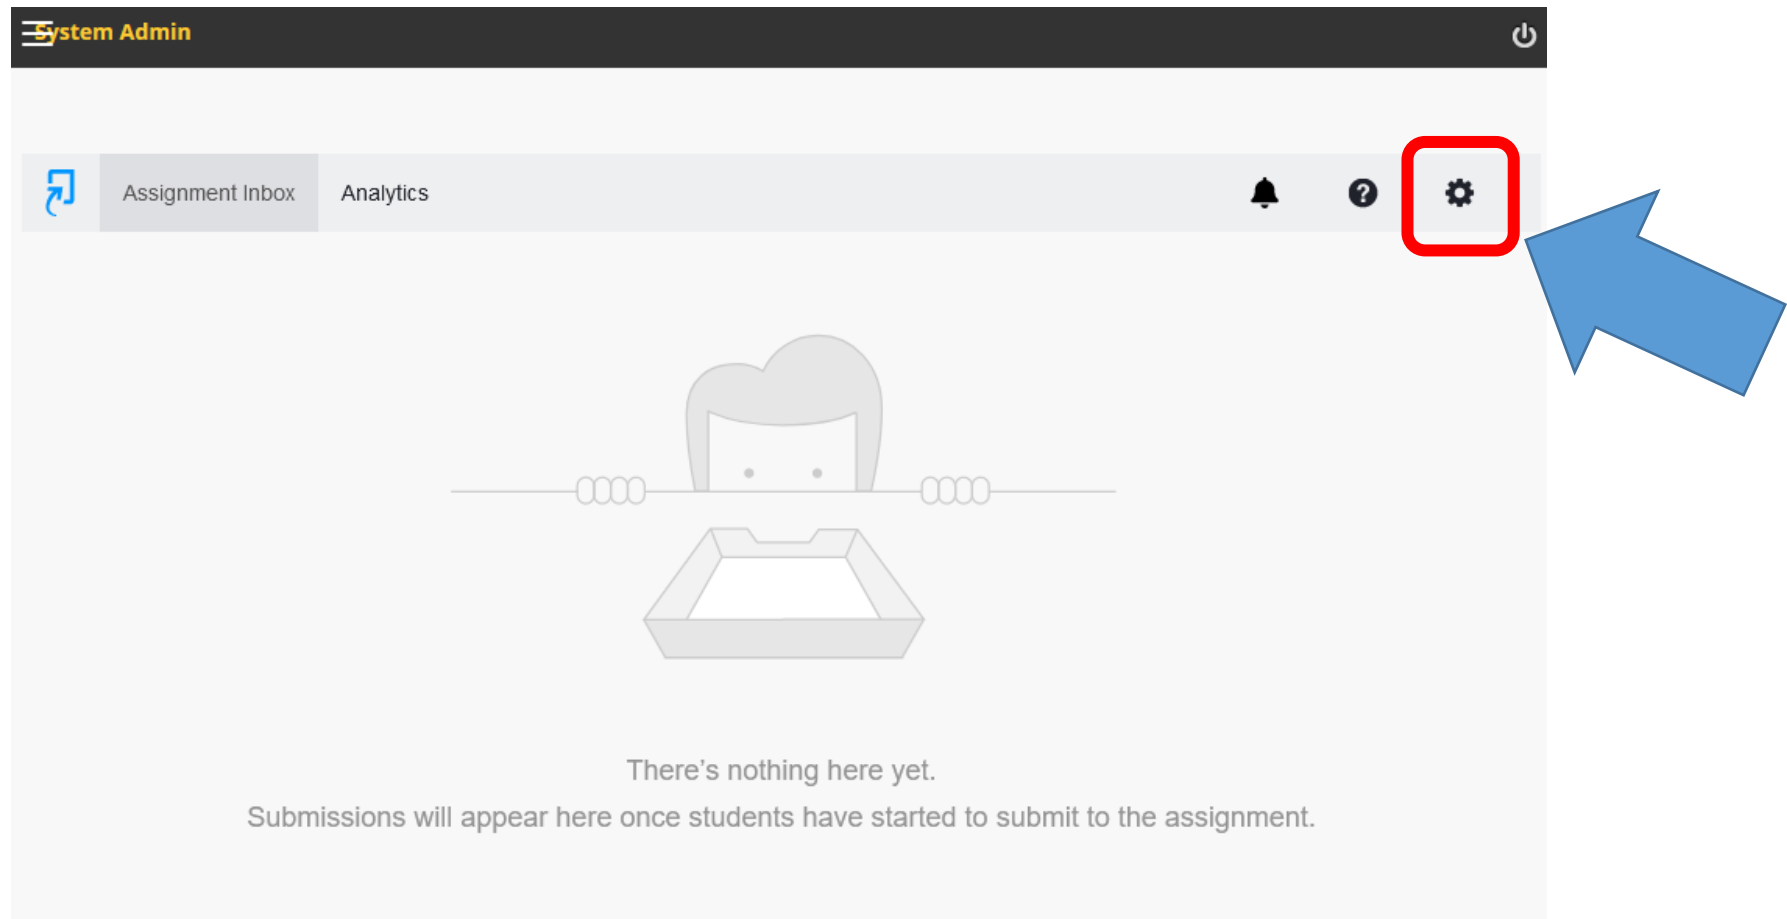 System Admin
Assignment Inbox
Analytics
There's nothing here yet.
Submissions will appear here once students have started to submit to the assignment.